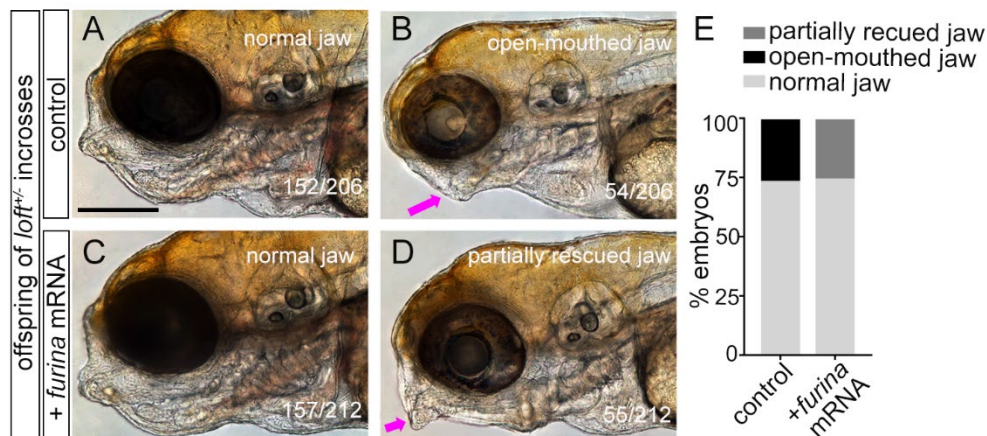 offspring of loft+/- incrosses
control
+ furina mRNA
A
normal jaw
152/206
B
open-mouthed jaw
54/206
C
normal jaw
157/212
D
partially rescued jaw
55/212
E
partially recued jaw
open-mouthed jaw
normal jaw
% embryos
100
75
50
25
0
control
+furina
mRNA